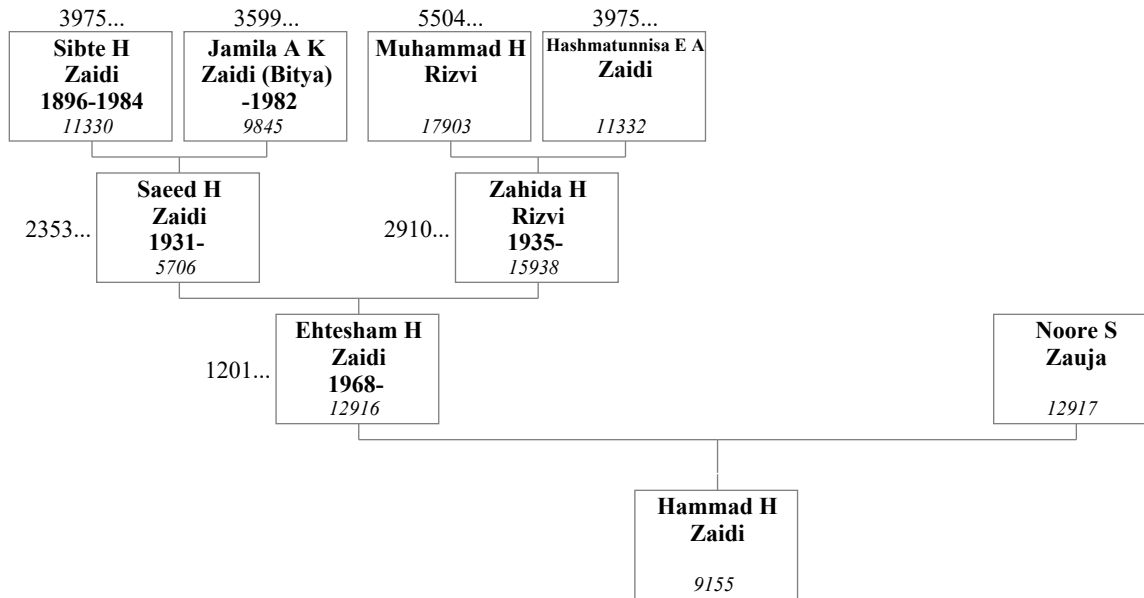 3975...
3599...
5504...
3975...
Sibte H
Zaidi
1896-1984
11330
Jamila A K
Zaidi (Bitya)
-1982
9845
Muhammad H
Rizvi
17903
Hashmatunnisa E A
Zaidi
11332
2353...
Saeed H
Zaidi
1931-
5706
2910...
Zahida H
Rizvi
1935-
15938
1201...
Ehtesham H
Zaidi
1968-
12916
Noore S
Zauja
12917
Hammad H
Zaidi
9155